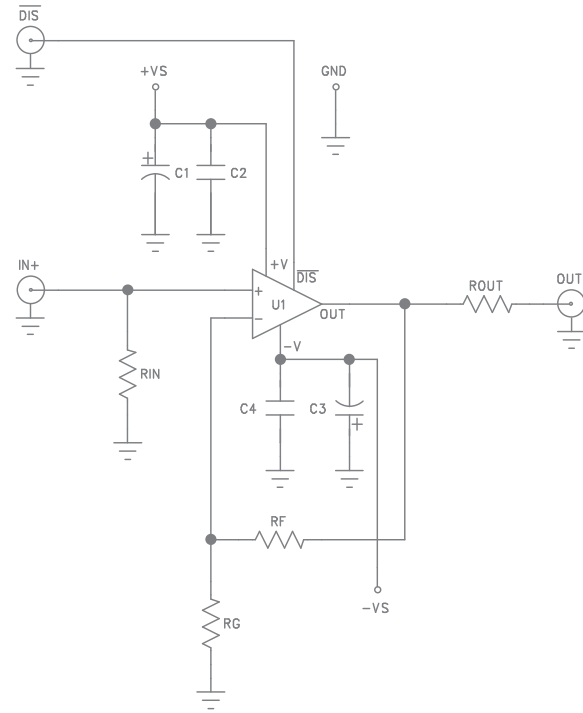 DIS
+VS
GND
+
C1
C2
IN+
+V
DIS
+
U1
OUT
−
ROUT
OUT
−V
RIN
C4
C3
+
RF
−VS
RG